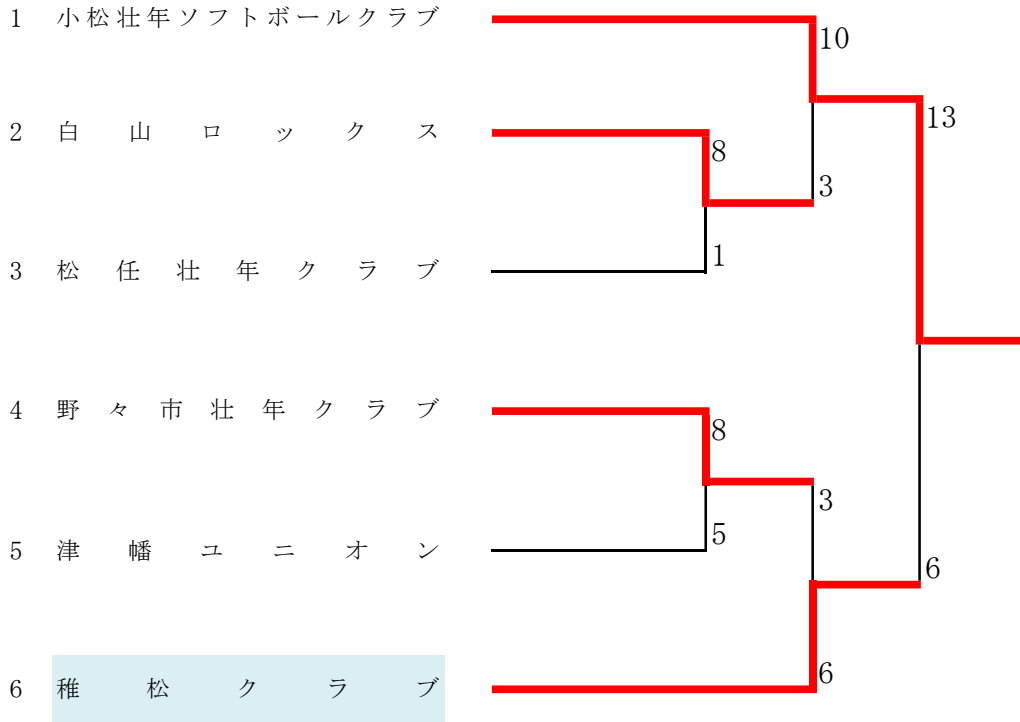 1 小松壮年ソフトボールクラブ
10
13
2 白山ロックス
8
3
3 松任壮年クラブ
1
4 野々市壮年クラブ
8
3
5 津幡ユニオン
5
6
6 稚松クラブ
6